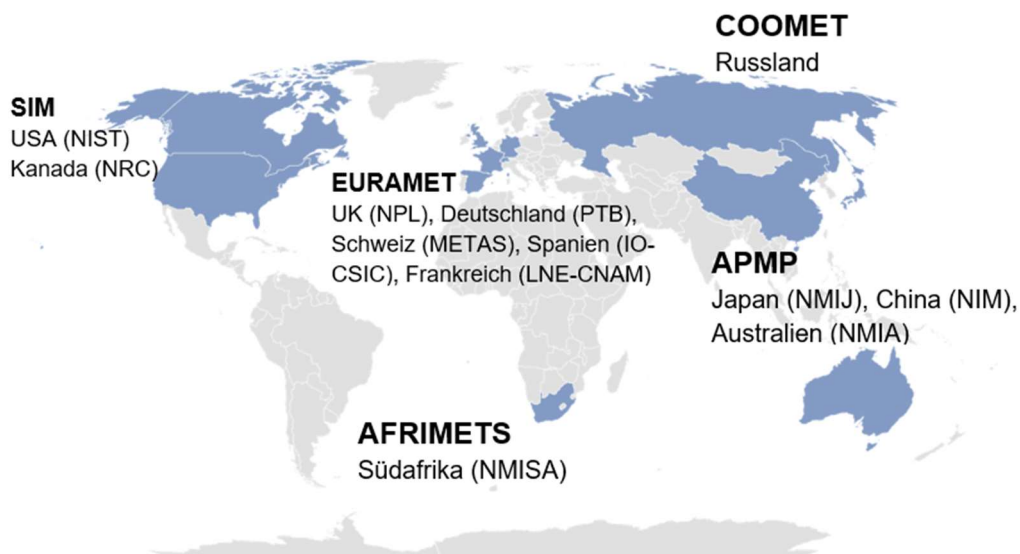 COOMET
Russland
SIM
USA (NIST)
Kanada (NRC)
EURAMET
UK (NPL), Deutschland (PTB),
Schweiz (METAS), Spanien (IO-
CSIC), Frankreich (LNE-CNAM)
APMP
Japan (NMIJ), China (NIM),
Australien (NMIA)
AFRIMETS
Südafrika (NMISA)